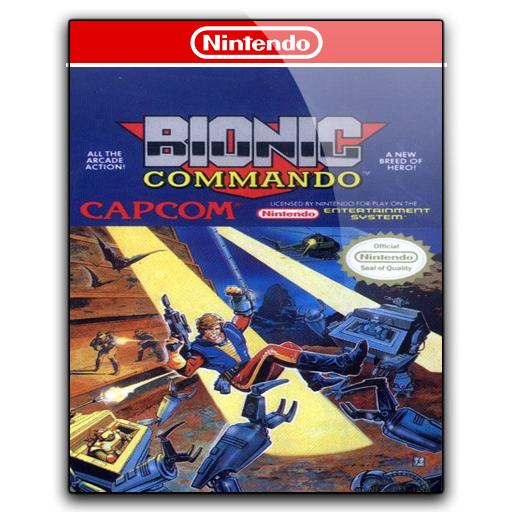 Nintendo
BIONIC
COMMANDO™
ALL THE
ARCADE
ACTION!
A NEW
BREED OF
HERO!
CAPCOM®
LICENSED BY NINTENDO FOR PLAY ON THE
Nintendo ENTERTAINMENT
SYSTEM®
Official
Nintendo
Seal of Quality